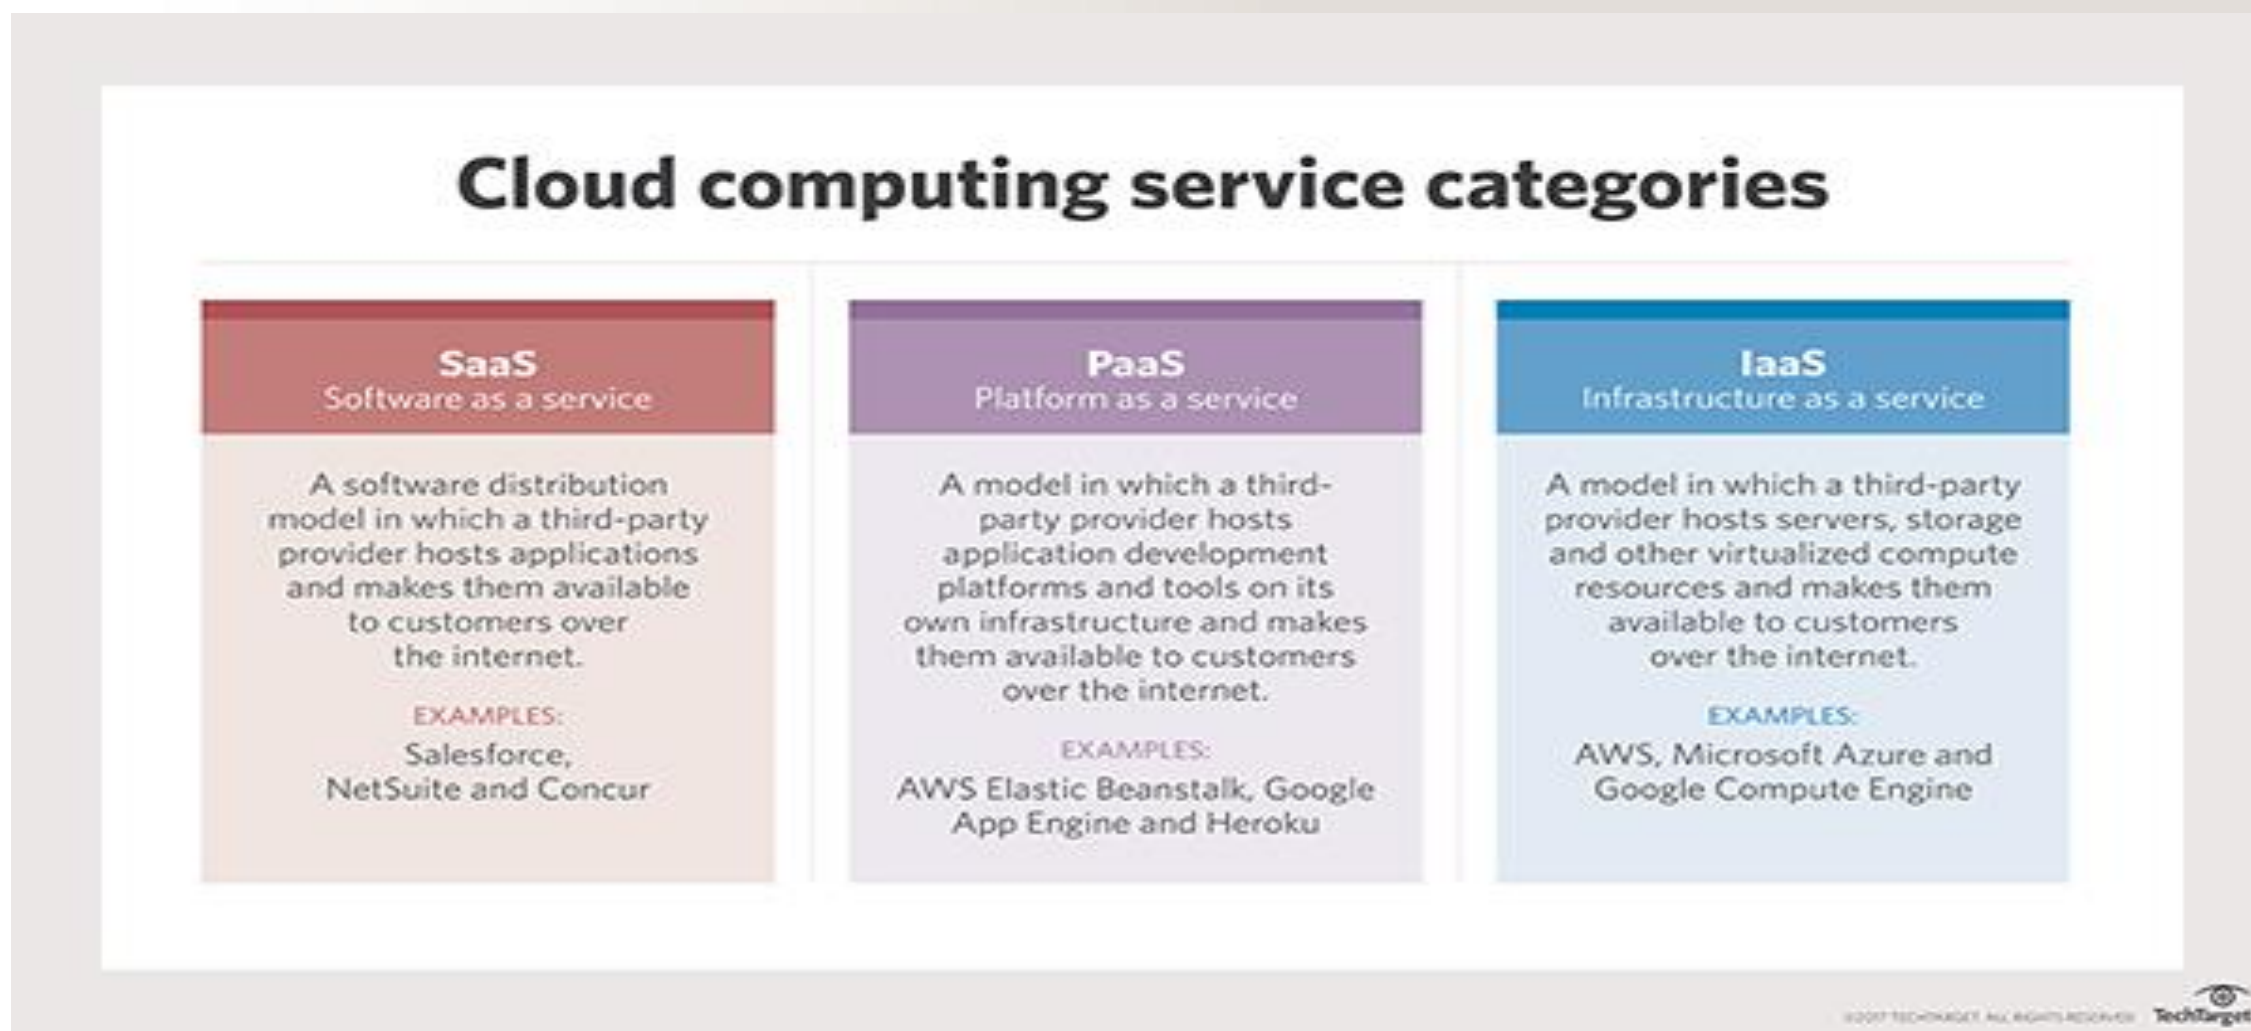 Cloud computing service categories
SaaS
Software as a service
A software distribution
model in which a third-party
provider hosts applications
and makes them available
to customers over
the internet.
EXAMPLES:
Salesforce,
NetSuite and Concur
PaaS
Platform as a service
A model in which a third-
party provider hosts
application development
platforms and tools on its
own infrastructure and makes
them available to customers
over the internet.
EXAMPLES:
AWS Elastic Beanstalk, Google
App Engine and Heroku
IaaS
Infrastructure as a service
A model in which a third-party
provider hosts servers, storage
and other virtualized compute
resources and makes them
available to customers
over the internet.
EXAMPLES:
AWS, Microsoft Azure and
Google Compute Engine
©2017 TECHTARGET. ALL RIGHTS RESERVED
TechTarget